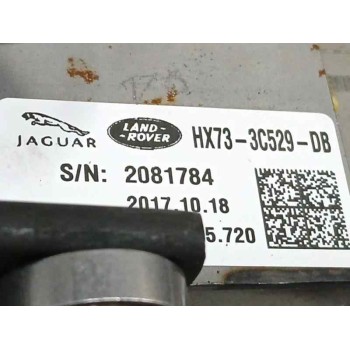 JAGUAR LAND-ROVER HX73-3C529-DB
S/N: 2081784
2017.10.18
5.720